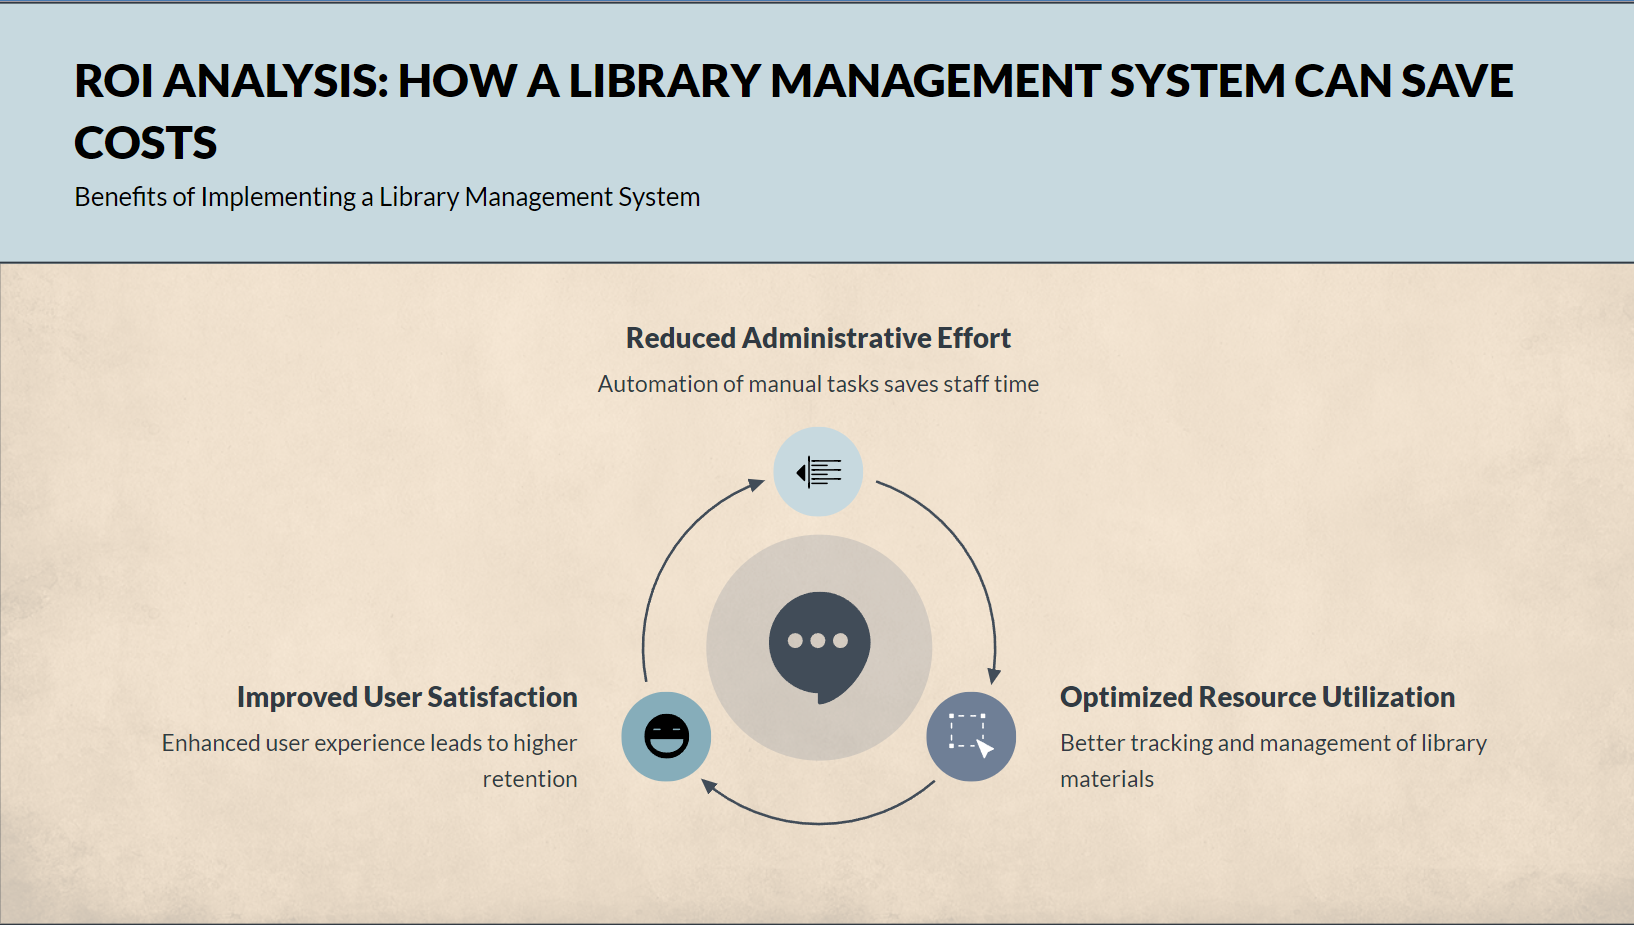 ROI ANALYSIS: HOW A LIBRARY MANAGEMENT SYSTEM CAN SAVE
COSTS
Benefits of Implementing a Library Management System
Reduced Administrative Effort
Automation of manual tasks saves staff time
Improved User Satisfaction
Enhanced user experience leads to higher
retention
Optimized Resource Utilization
Better tracking and management of library
materials